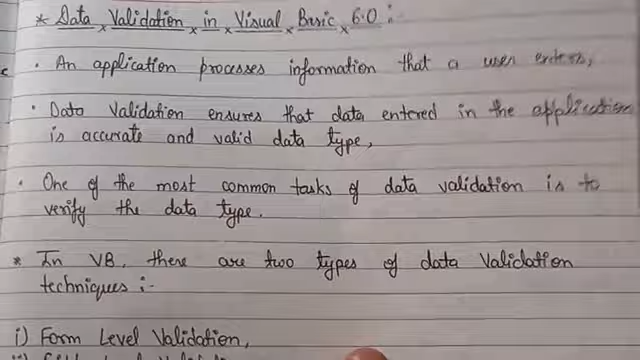 * Data Validation in Visual Basic 6.0 :-
. An application processes information that a user enters,
. Data Validation ensures that data entered in the application
is accurate and valid data type,
. One of the most common tasks of data validation is to
verify the data type.
* In VB, there are two types of data validation
techniques :-
i) Form Level Validation,